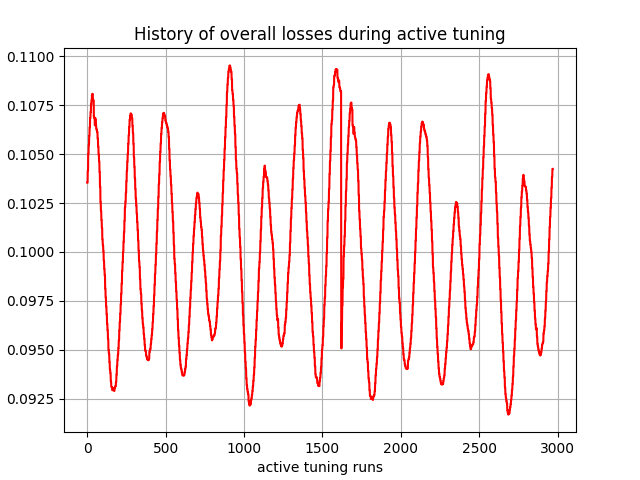 History of overall losses during active tuning
0.1100
0.1075
0.1050
0.1025
0.1000
0.0975
0.0950
0.0925
0 500 1000 1500 2000 2500 3000
active tuning runs